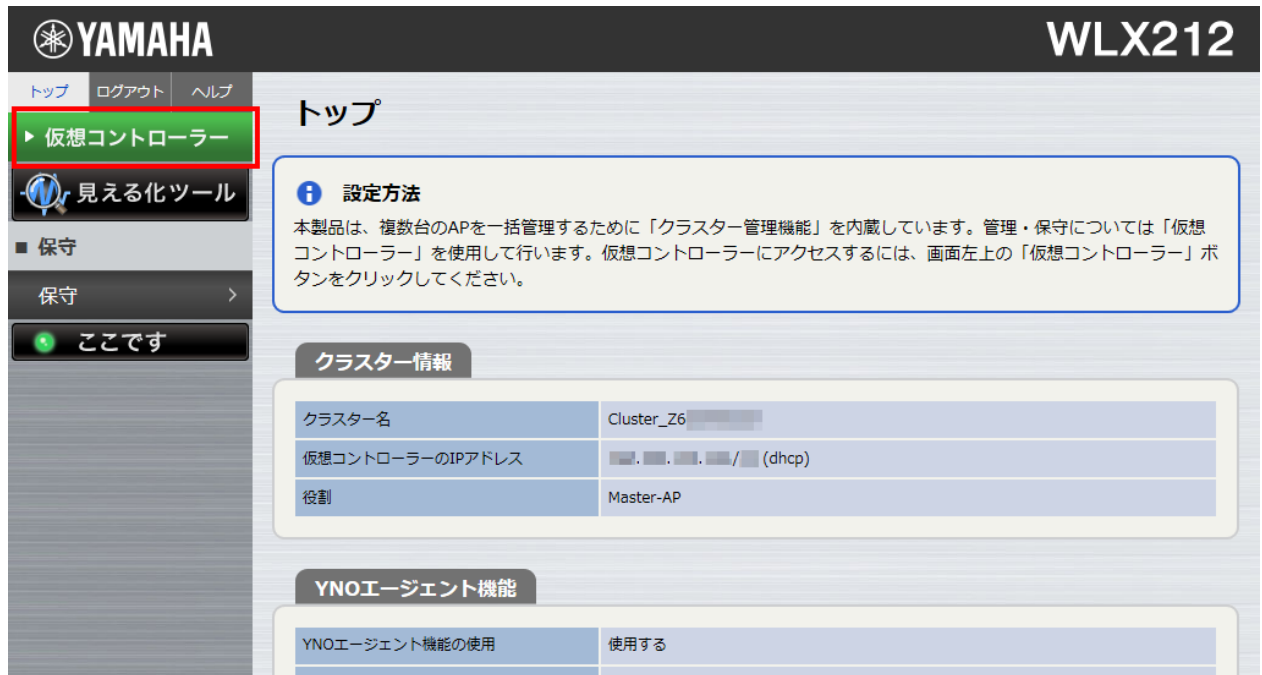 YAMAHA
WLX212
トップ ログアウト ヘルプ
仮想コントローラー
見える化ツール
■ 保守
保守
ここです
トップ
設定方法
本製品は、複数台のAPを一括管理するために「クラスター管理機能」を内蔵しています。管理・保守については「仮想
コントローラー」を使用して行います。仮想コントローラーにアクセスするには、画面左上の「仮想コントローラー」ボ
タンをクリックしてください。
クラスター情報
クラスター名 Cluster_Z6
仮想コントローラーのIPアドレス (dhcp)
役割 Master-AP
YNOエージェント機能
YNOエージェント機能の使用 使用する